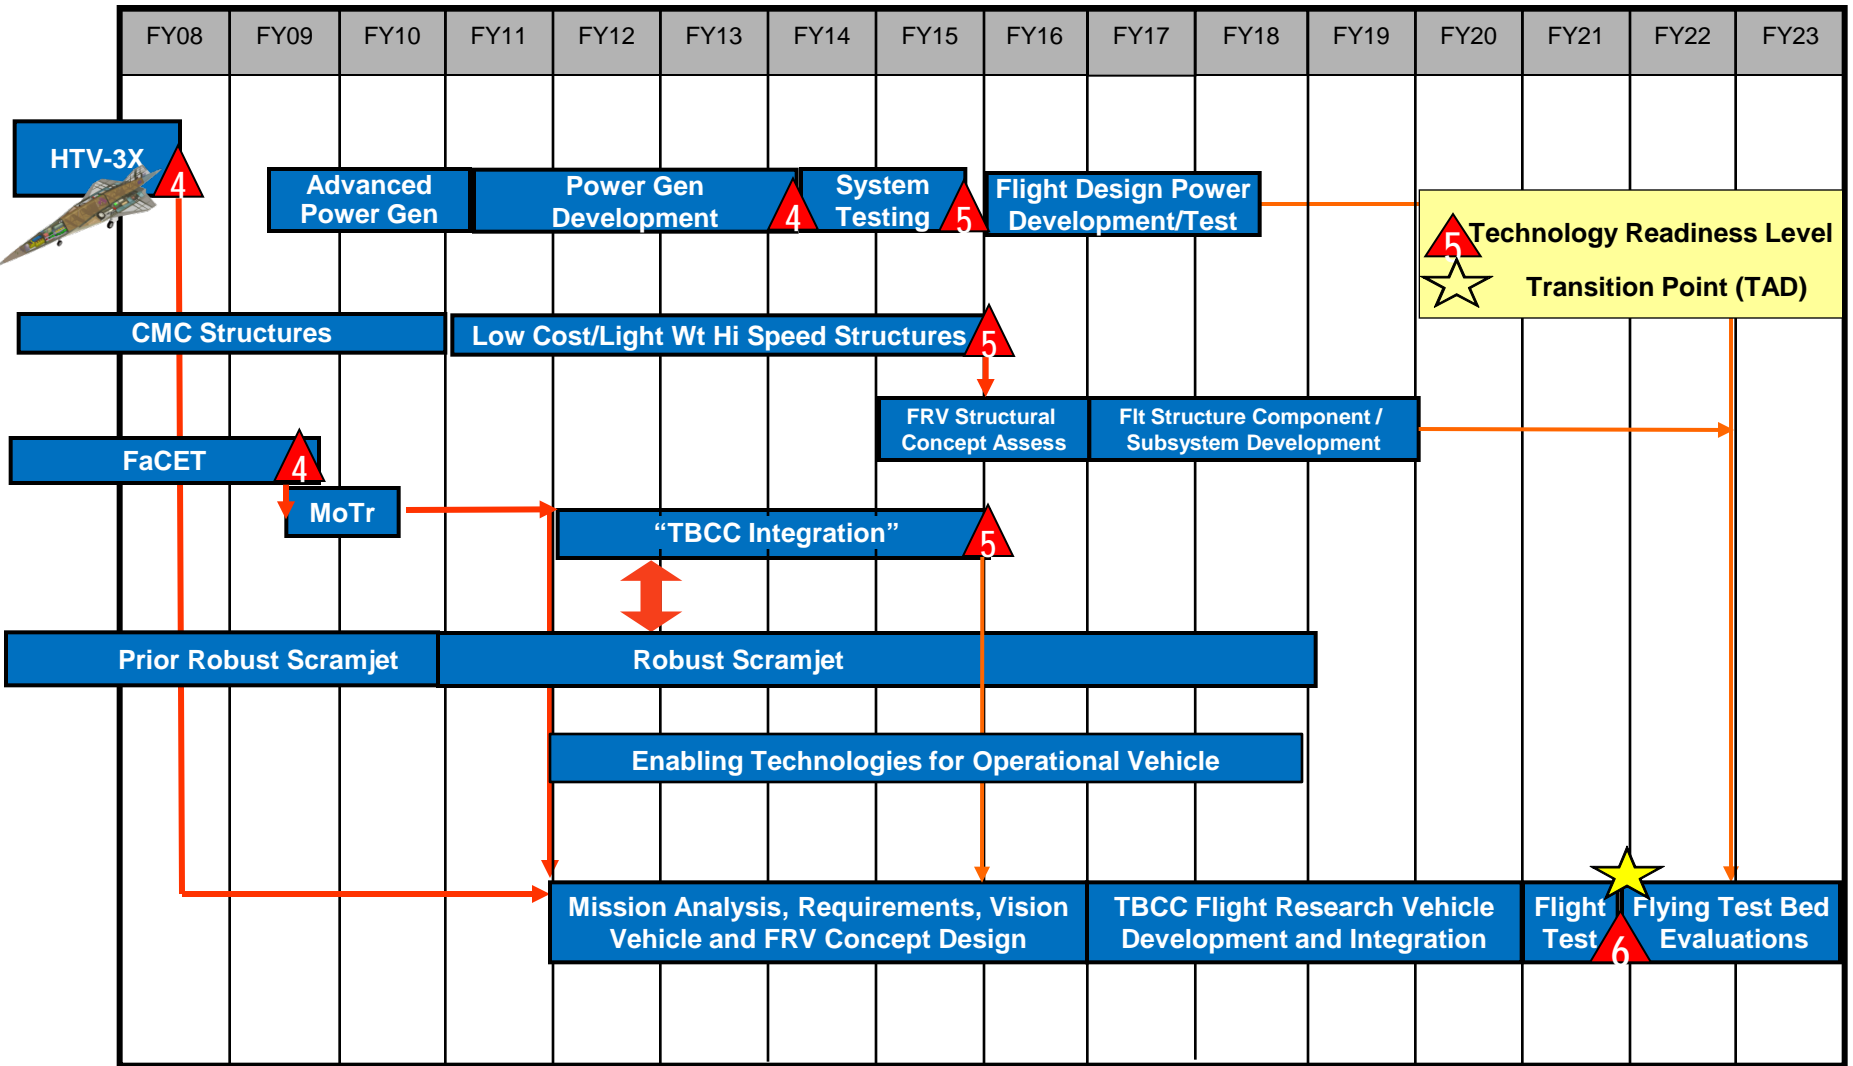 FY08 FY09 FY10 FY11 FY12 FY13 FY14 FY15 FY16 FY17 FY18 FY19 FY20 FY21 FY22 FY23
HTV-3X
4
Advanced
Power Gen
Power Gen
Development
4
System
Testing
5
Flight Design Power
Development/Test
5 Technology Readiness Level
Transition Point (TAD)
CMC Structures
Low Cost/Light Wt Hi Speed Structures
5
FRV Structural
Concept Assess
Flt Structure Component /
Subsystem Development
FaCET
4
MoTr
“TBCC Integration”
5
Prior Robust Scramjet
Robust Scramjet
Enabling Technologies for Operational Vehicle
Mission Analysis, Requirements, Vision
Vehicle and FRV Concept Design
TBCC Flight Research Vehicle
Development and Integration
Flight
Test
6
Flying Test Bed
Evaluations